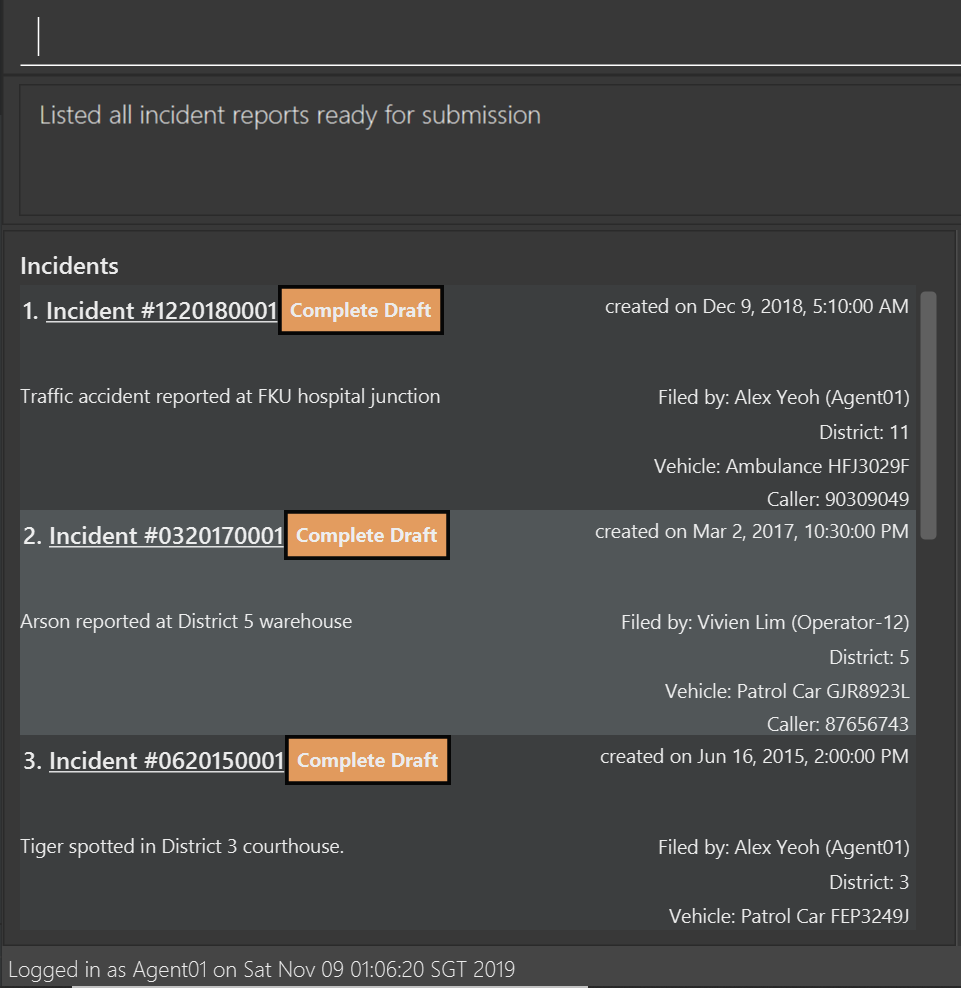 Listed all incident reports ready for submission
Incidents
1. Incident #1220180001 Complete Draft created on Dec 9, 2018, 5:10:00 AM
Traffic accident reported at FKU hospital junction Filed by: Alex Yeoh (Agent01)
District: 11
Vehicle: Ambulance HFJ3029F
Caller: 90309049
2. Incident #0320170001 Complete Draft created on Mar 2, 2017, 10:30:00 PM
Arson reported at District 5 warehouse Filed by: Vivien Lim (Operator-12)
District: 5
Vehicle: Patrol Car GJR8923L
Caller: 87656743
3. Incident #0620150001 Complete Draft created on Jun 16, 2015, 2:00:00 PM
Tiger spotted in District 3 courthouse. Filed by: Alex Yeoh (Agent01)
District: 3
Vehicle: Patrol Car FEP3249J
Logged in as Agent01 on Sat Nov 09 01:06:20 SGT 2019